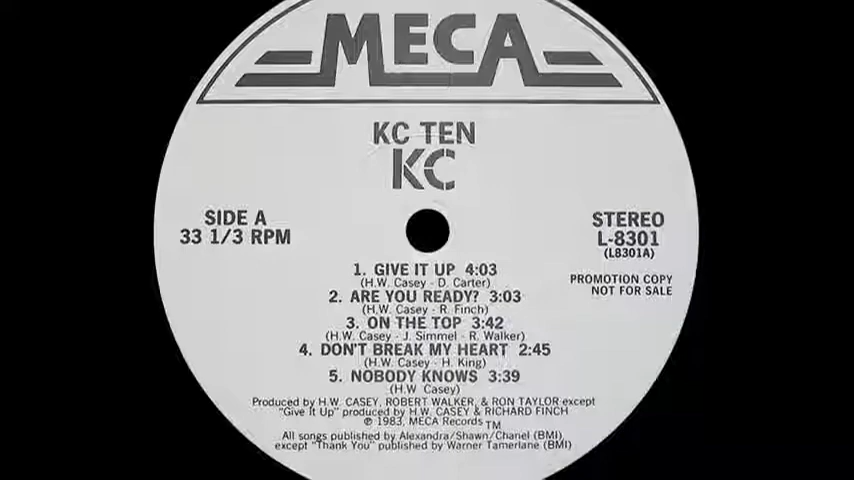 MECA
KC TEN
KC
SIDE A
33 1/3 RPM
STEREO
L-8301
(L8301A)
PROMOTION COPY
NOT FOR SALE
1. GIVE IT UP 4:03
(H.W. Casey - D. Carter)
2. ARE YOU READY? 3:03
(H.W. Casey - R. Finch)
3. ON THE TOP 3:42
(H.W. Casey - J. Simmel - R. Walker)
4. DON'T BREAK MY HEART 2:45
(H.W. Casey - H. King)
5. NOBODY KNOWS 3:39
(H.W Casey)
Produced by H.W. CASEY, ROBERT WALKER, & RON TAYLOR except
"Give It Up" produced by H.W. CASEY & RICHARD FINCH
℗ 1983, MECA Records TM
All songs published by Alexandra/Shawn/Chanel (BMI)
except "Thank You" published by Warner Tamerlane (BMI)